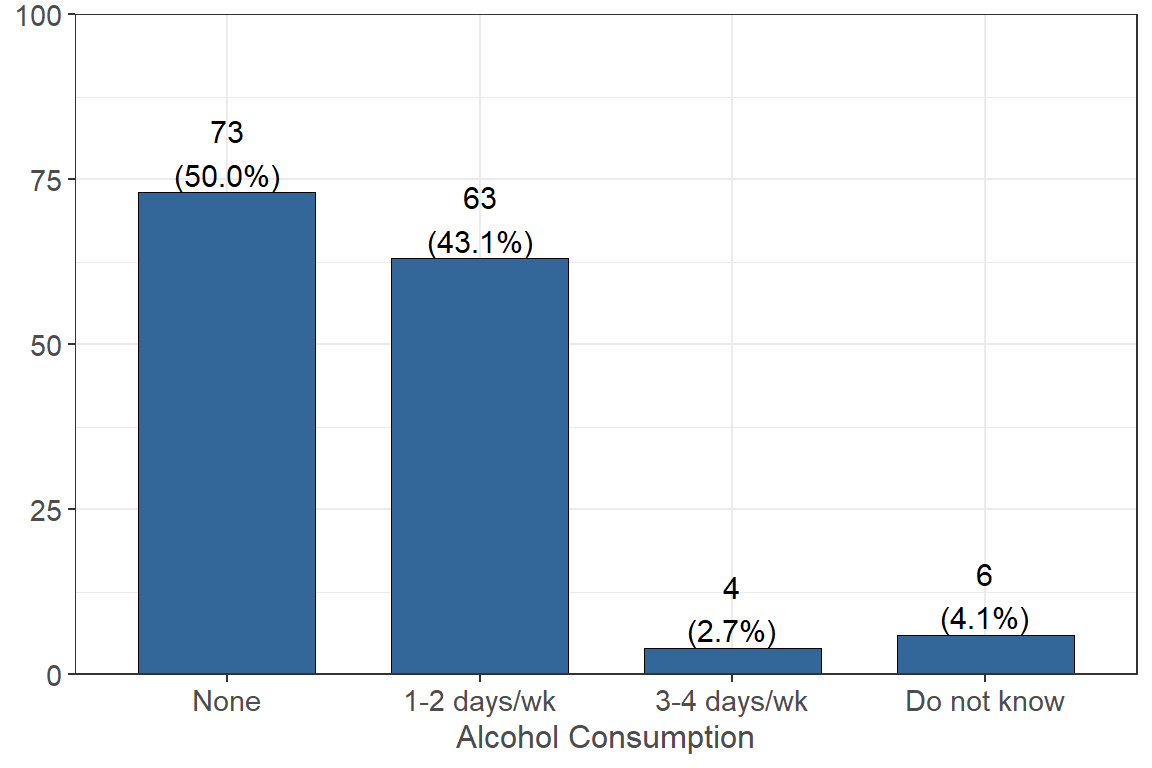 100
75
50
25
0
73
(50.0%)
63
(43.1%)
4
(2.7%)
6
(4.1%)
None
1-2 days/wk
3-4 days/wk
Do not know
Alcohol Consumption